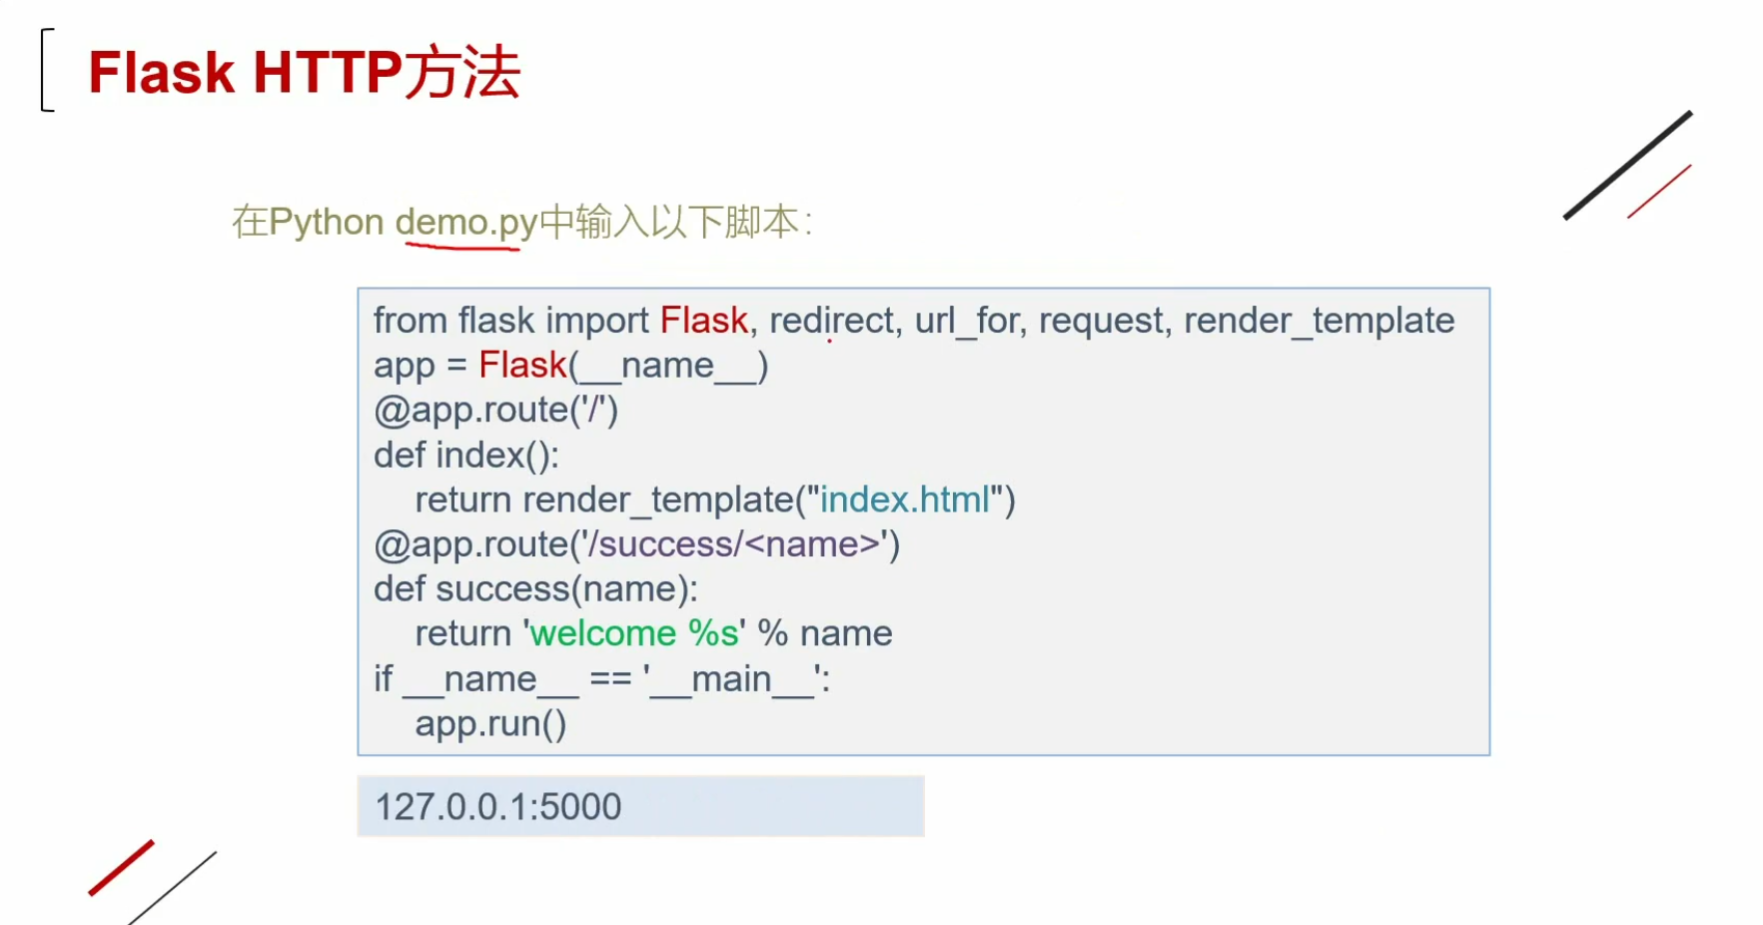 Flask HTTP方法
在Python demo.py中输入以下脚本：
from flask import Flask, redirect, url_for, request, render_template
app = Flask(__name__)
@app.route('/')
def index():
    return render_template("index.html")
@app.route('/success/<name>')
def success(name):
    return 'welcome %s' % name
if __name__ == '__main__':
    app.run()
127.0.0.1:5000